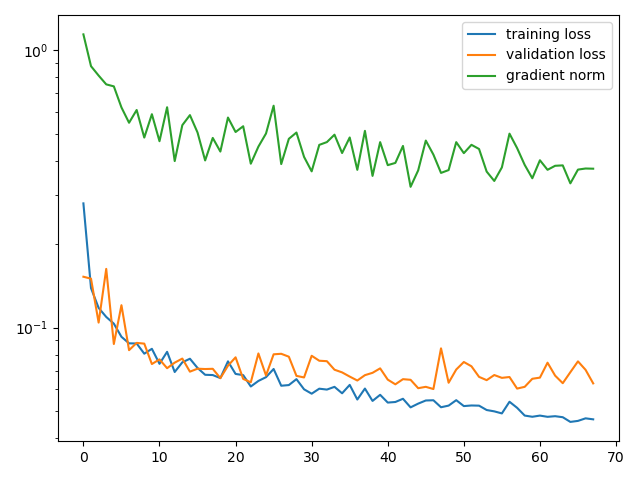 training loss
validation loss
gradient norm
10⁰
10⁻¹
0 10 20 30 40 50 60 70